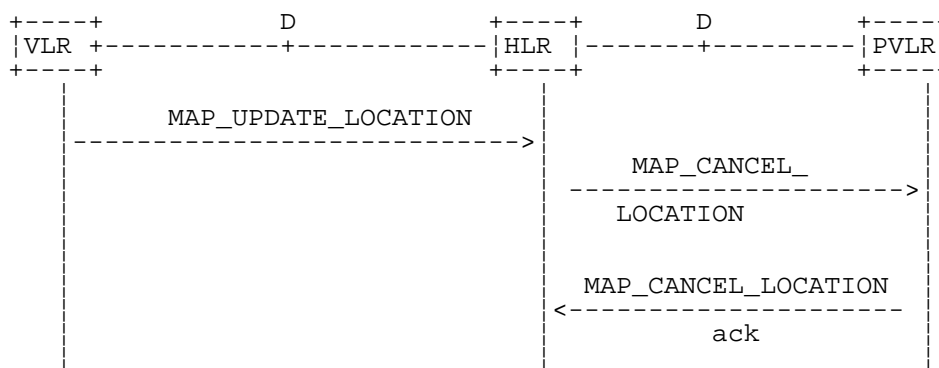 D D
VLR HLR PVLR
MAP_UPDATE_LOCATION
MAP_CANCEL_
LOCATION
MAP_CANCEL_LOCATION
ack